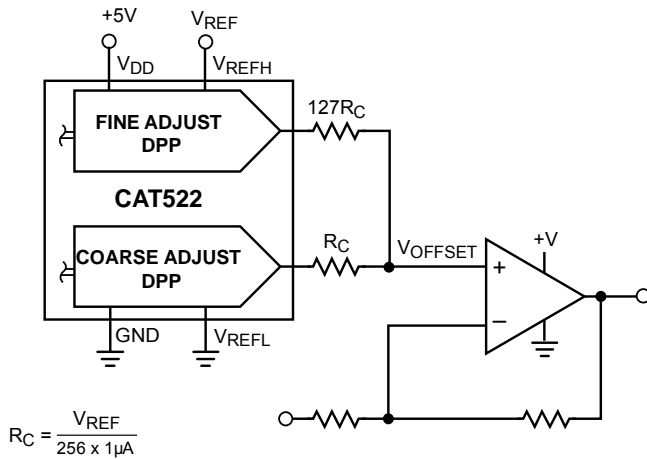 +5V
VREF
VDD
VREFH
FINE ADJUST
DPP
127RC
CAT522
COARSE ADJUST
DPP
RC
VOFFSET
+V
+
–
GND
VREFL
RC = VREF
256 x 1µA